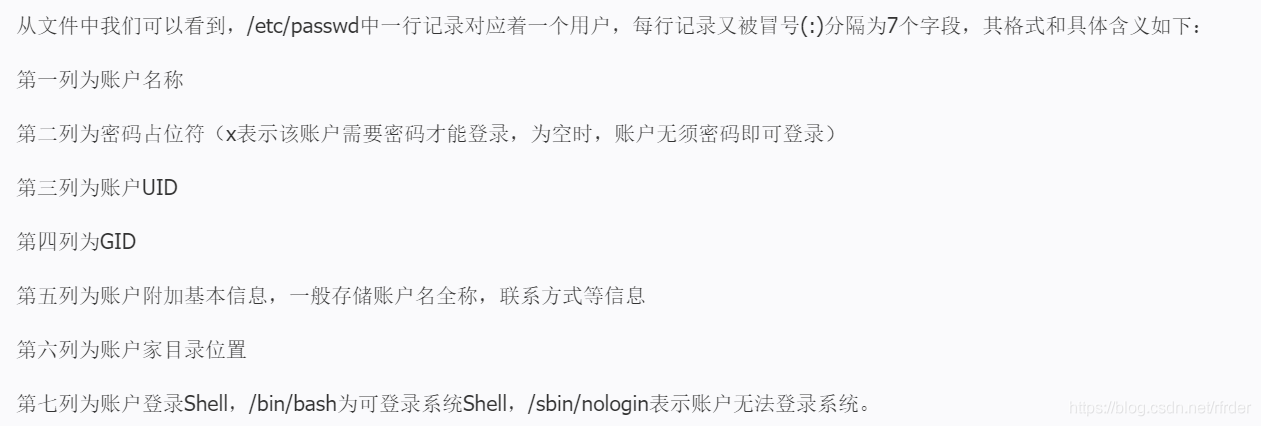 从文件中我们可以看到，/etc/passwd中一行记录对应着一个用户，每行记录又被冒号(:)分隔为7个字段，其格式和具体含义如下：
第一列为账户名称
第二列为密码占位符（x表示该账户需要密码才能登录，为空时，账户无须密码即可登录）
第三列为账户UID
第四列为GID
第五列为账户附加基本信息，一般存储账户名全称，联系方式等信息
第六列为账户家目录位置
第七列为账户登录Shell，/bin/bash为可登录系统Shell，/sbin/nologin表示账户无法登录系统。
https://blog.csdn.net/rfrder